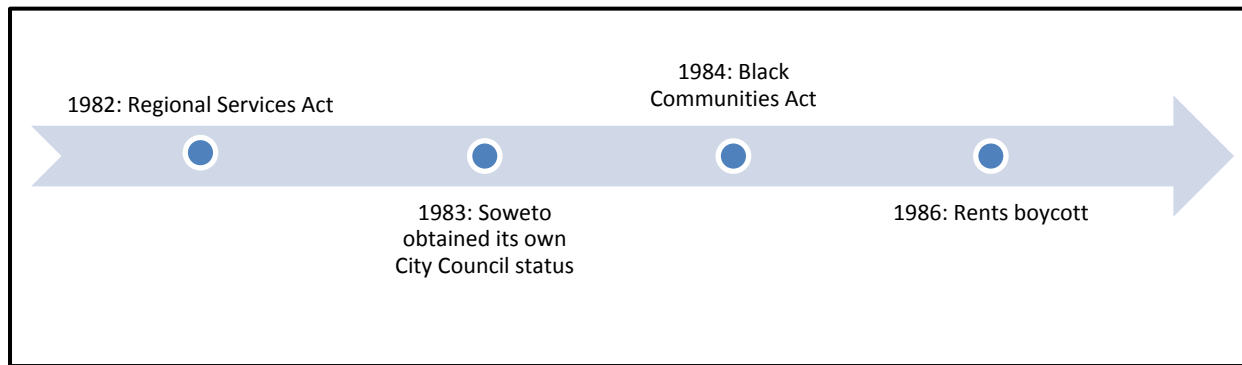 1982: Regional Services Act
1983: Soweto
obtained its own
City Council status
1984: Black
Communities Act
1986: Rents boycott